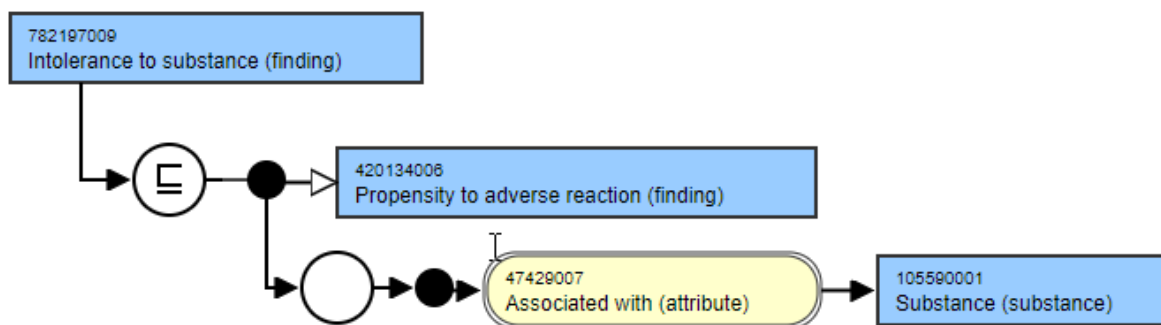 782197009
Intolerance to substance (finding)
⊑
420134006
Propensity to adverse reaction (finding)
47429007
Associated with (attribute)
105590001
Substance (substance)